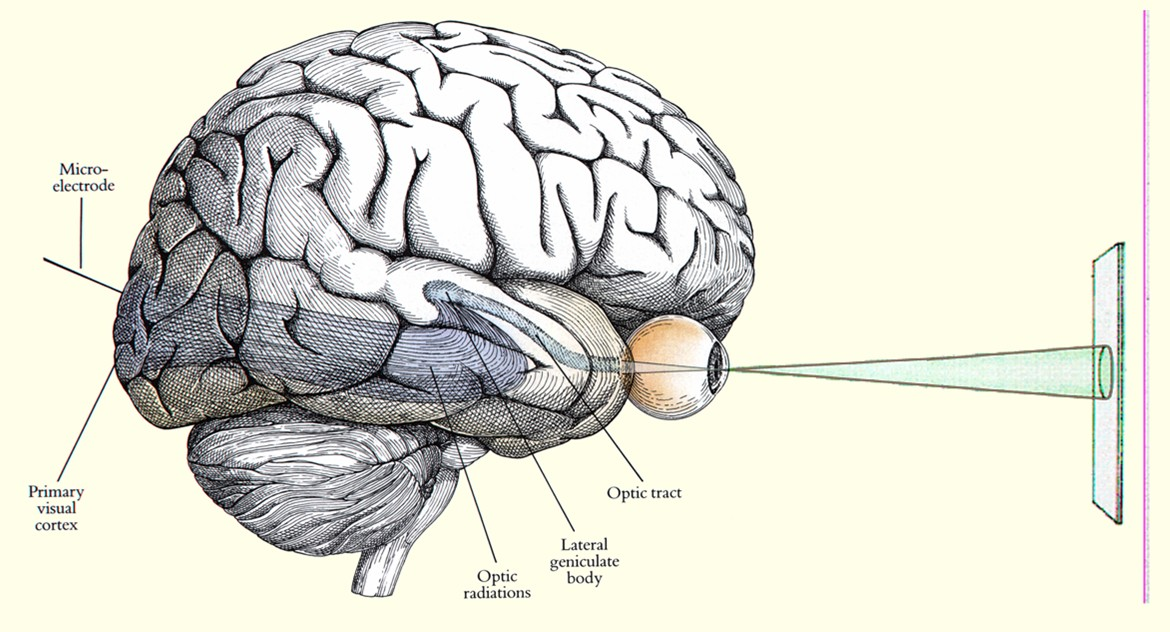 Micro-
electrode
Primary
visual
cortex
Optic tract
Lateral
geniculate
body
Optic
radiations